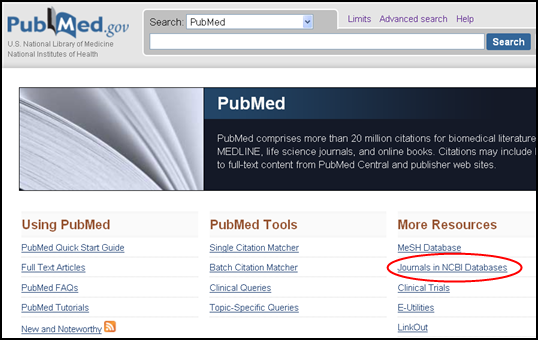 PubMed.gov
U.S. National Library of Medicine
National Institutes of Health
Search: PubMed
Limits Advanced search Help
Search
PubMed
PubMed comprises more than 20 million citations for biomedical literature
MEDLINE, life science journals, and online books. Citations may include
to full-text content from PubMed Central and publisher web sites.
Using PubMed
PubMed Quick Start Guide
Full Text Articles
PubMed FAQs
PubMed Tutorials
New and Noteworthy
PubMed Tools
Single Citation Matcher
Batch Citation Matcher
Clinical Queries
Topic-Specific Queries
More Resources
MeSH Database
Journals in NCBI Databases
Clinical Trials
E-Utilities
LinkOut